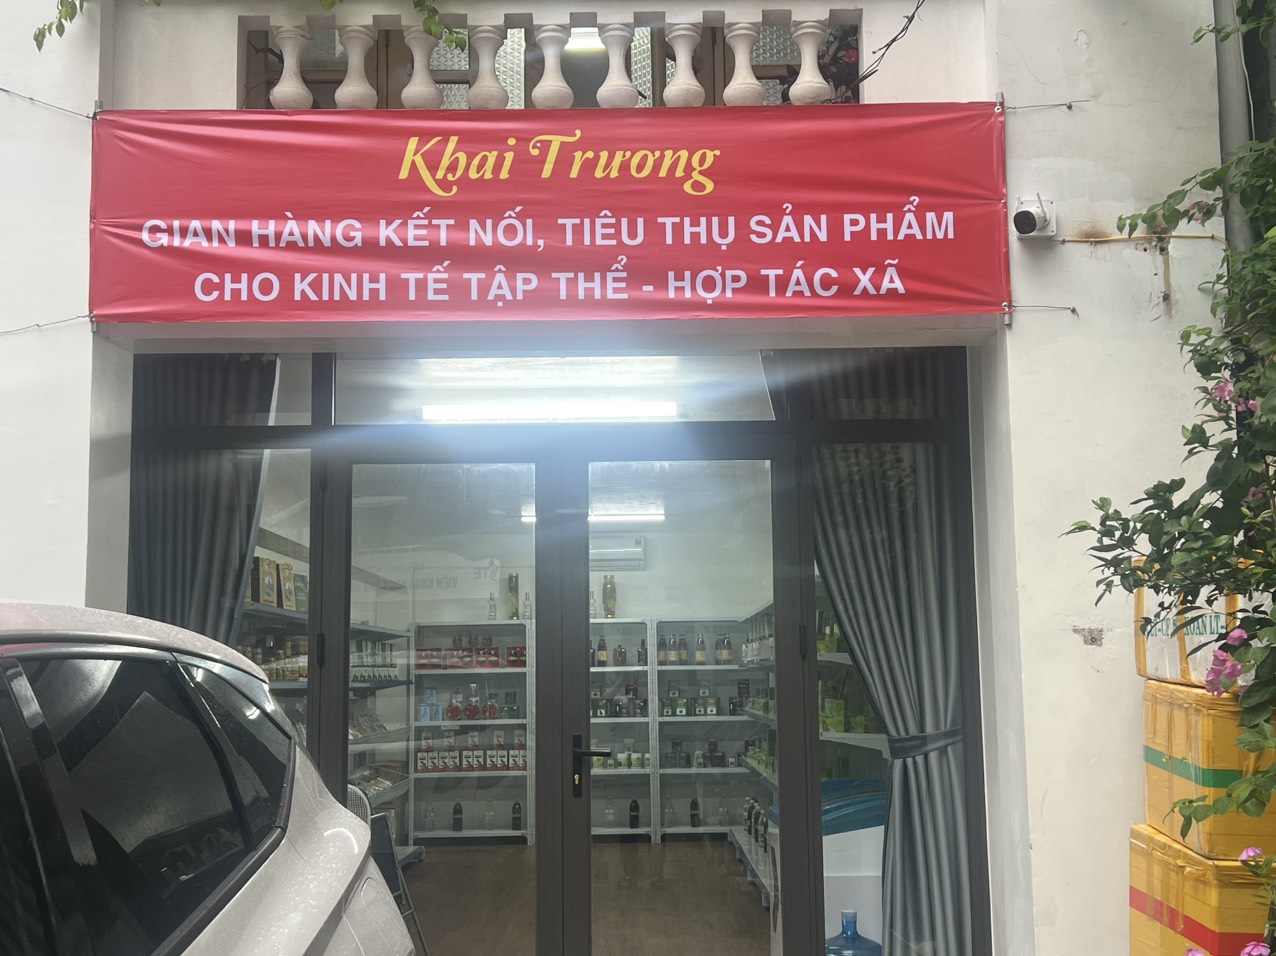 Khai Trương
GIAN HÀNG KẾT NỐI, TIÊU THỤ SẢN PHẨM
CHO KINH TẾ TẬP THỂ - HỢP TÁC XÃ